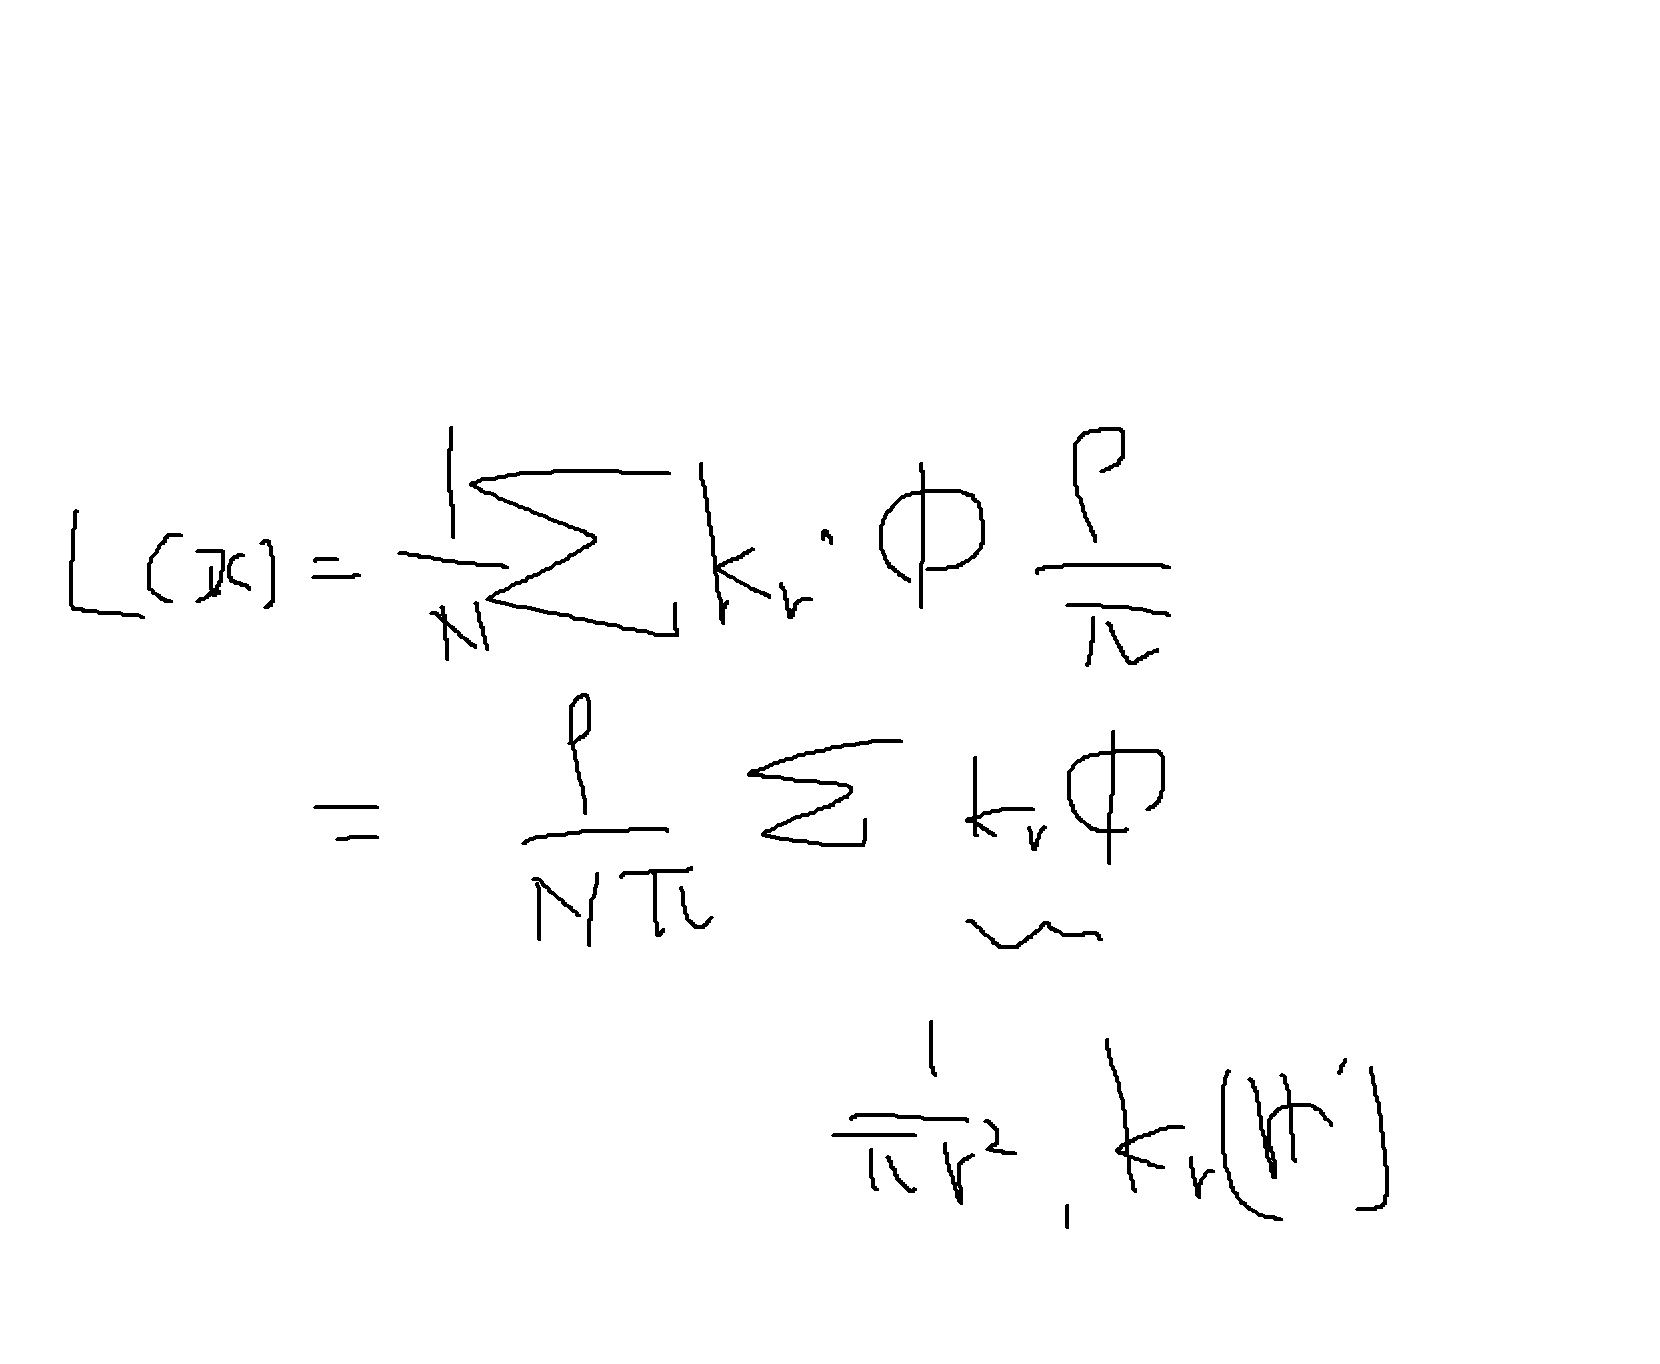 L(x) = 1/N Σ k_r · Φ ρ/π
= ρ/(Nπ) Σ k_r Φ
1/(πr²) , k_r( ' )